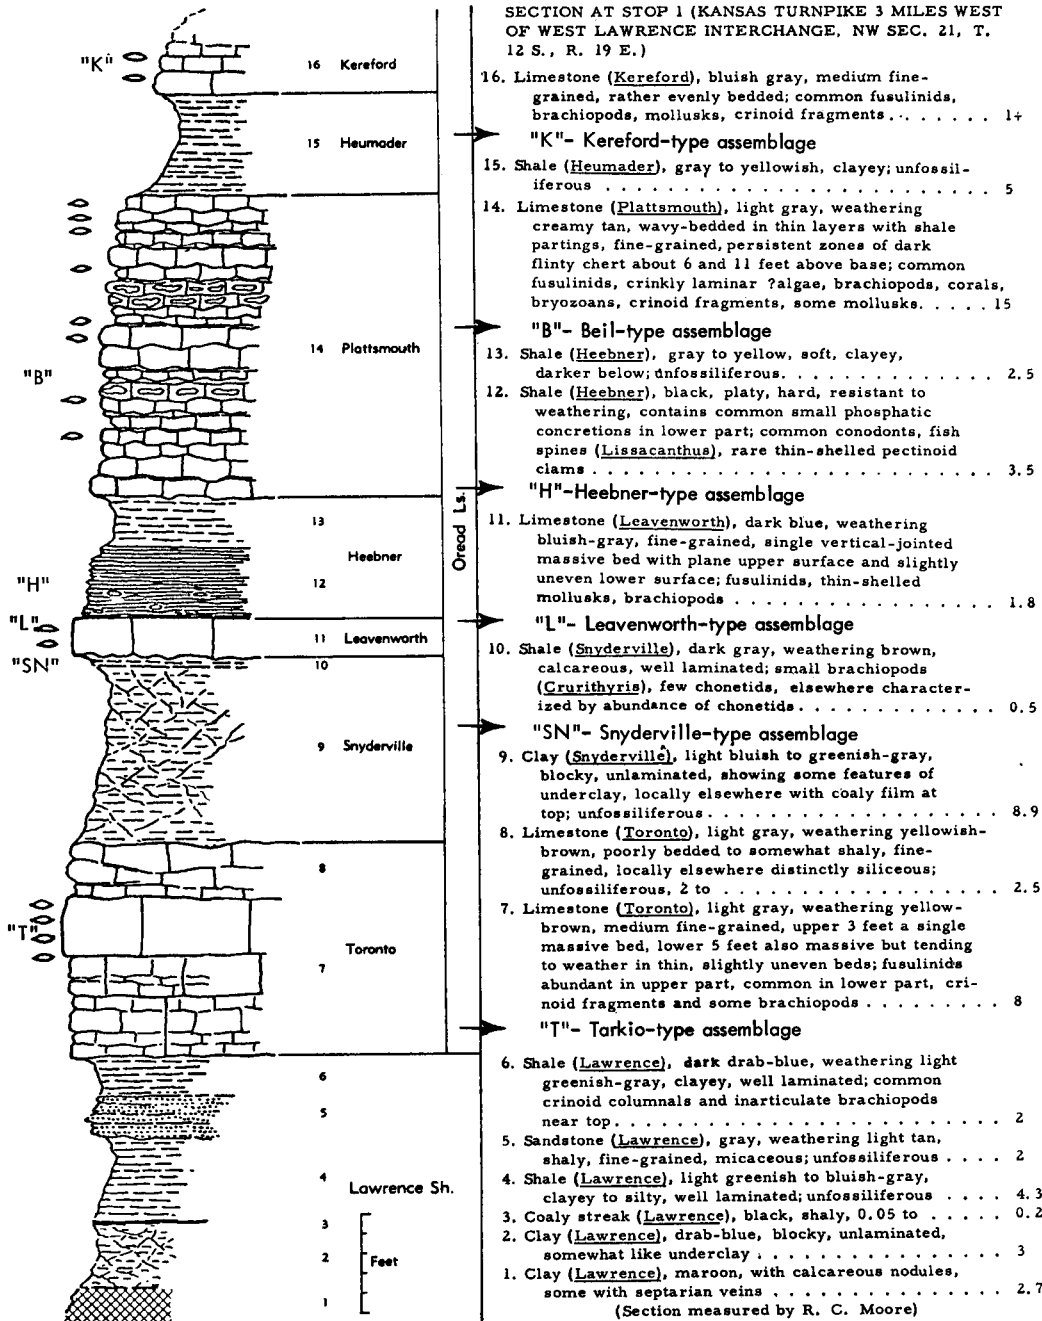 "K"
16 Kereford
15 Heumader
14 Plattsmouth
"B"
13
Heebner
12
"H"
"L"
11 Leavenworth
"SN"
10
9 Snyderville
8
"T"
Toronto
7
Oread Ls.
6
5
4
Lawrence Sh.
3
2
1
Feet
SECTION AT STOP 1 (KANSAS TURNPIKE 3 MILES WEST
OF WEST LAWRENCE INTERCHANGE, NW SEC. 21, T.
12 S., R. 19 E.)
16. Limestone (Kereford), bluish gray, medium fine-
grained, rather evenly bedded; common fusulinids,
brachiopods, mollusks, crinoid fragments . . . . . . . . 1+
"K"- Kereford-type assemblage
15. Shale (Heumader), gray to yellowish, clayey; unfossil-
iferous . . . . . . . . . . . . . . . . . . . . . . . . 5
14. Limestone (Plattsmouth), light gray, weathering
creamy tan, wavy-bedded in thin layers with shale
partings, fine-grained, persistent zones of dark
flinty chert about 6 and 11 feet above base; common
fusulinids, crinkly laminar ?algae, brachiopods, corals,
bryozoans, crinoid fragments, some mollusks. . . . . 15
"B"- Beil-type assemblage
13. Shale (Heebner), gray to yellow, soft, clayey,
darker below; unfossiliferous. . . . . . . . . . . . . . 2.5
12. Shale (Heebner), black, platy, hard, resistant to
weathering, contains common small phosphatic
concretions in lower part; common conodonts, fish
spines (Lissacanthus), rare thin-shelled pectinoid
clams . . . . . . . . . . . . . . . . . . . . . . . . 3.5
"H"-Heebner-type assemblage
11. Limestone (Leavenworth), dark blue, weathering
bluish-gray, fine-grained, single vertical-jointed
massive bed with plane upper surface and slightly
uneven lower surface; fusulinids, thin-shelled
mollusks, brachiopods . . . . . . . . . . . . . . . . 1.8
"L"- Leavenworth-type assemblage
10. Shale (Snyderville), dark gray, weathering brown,
calcareous, well laminated; small brachiopods
(Crurithyris), few chonetids, elsewhere character-
ized by abundance of chonetids. . . . . . . . . . . . . 0.5
"SN"- Snyderville-type assemblage
9. Clay (Snyderville), light bluish to greenish-gray,
blocky, unlaminated, showing some features of
underclay, locally elsewhere with coaly film at
top; unfossiliferous . . . . . . . . . . . . . . . . . . 8.9
8. Limestone (Toronto), light gray, weathering yellowish-
brown, poorly bedded to somewhat shaly, fine-
grained, locally elsewhere distinctly siliceous;
unfossiliferous, 2 to . . . . . . . . . . . . . . . . . 2.5
7. Limestone (Toronto), light gray, weathering yellow-
brown, medium fine-grained, upper 3 feet a single
massive bed, lower 5 feet also massive but tending
to weather in thin, slightly uneven beds; fusulinids
abundant in upper part, common in lower part, cri-
noid fragments and some brachiopods . . . . . . . . . 8
"T"- Tarkio-type assemblage
6. Shale (Lawrence), dark drab-blue, weathering light
greenish-gray, clayey, well laminated; common
crinoid columnals and inarticulate brachiopods
near top. . . . . . . . . . . . . . . . . . . . . . . . 2
5. Sandstone (Lawrence), gray, weathering light tan,
shaly, fine-grained, micaceous; unfossiliferous . . . . 2
4. Shale (Lawrence), light greenish to bluish-gray,
clayey to silty, well laminated; unfossiliferous . . . . 4.3
3. Coaly streak (Lawrence), black, shaly, 0.05 to . . . . . 0.2
2. Clay (Lawrence), drab-blue, blocky, unlaminated,
somewhat like underclay . . . . . . . . . . . . . . . . 3
1. Clay (Lawrence), maroon, with calcareous nodules,
some with septarian veins . . . . . . . . . . . . . . . 2.7
(Section measured by R. C. Moore)